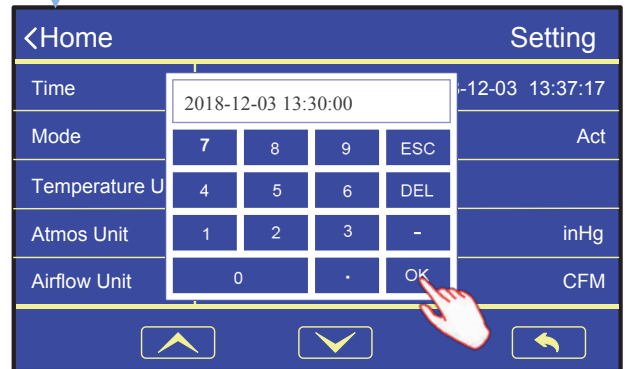 <Home Setting
Time -12-03 13:37:17
2018-12-03 13:30:00
Mode Act
7 8 9 ESC
Temperature U
4 5 6 DEL
Atmos Unit inHg
1 2 3 -
Airflow Unit CFM
0 . OK